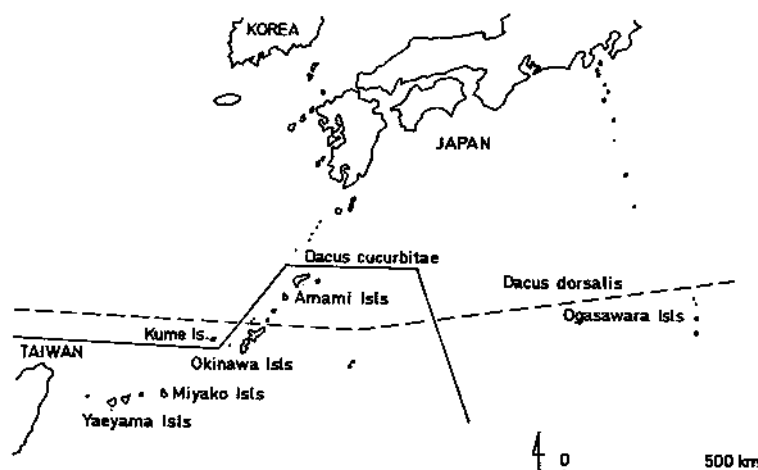 KOREA
JAPAN
Dacus cucurbitae
Dacus dorsalis
Amami Isls
Ogasawara Isls
Kume Is.
Okinawa Isls
TAIWAN
Miyako Isls
Yaeyama Isls
0 500 km